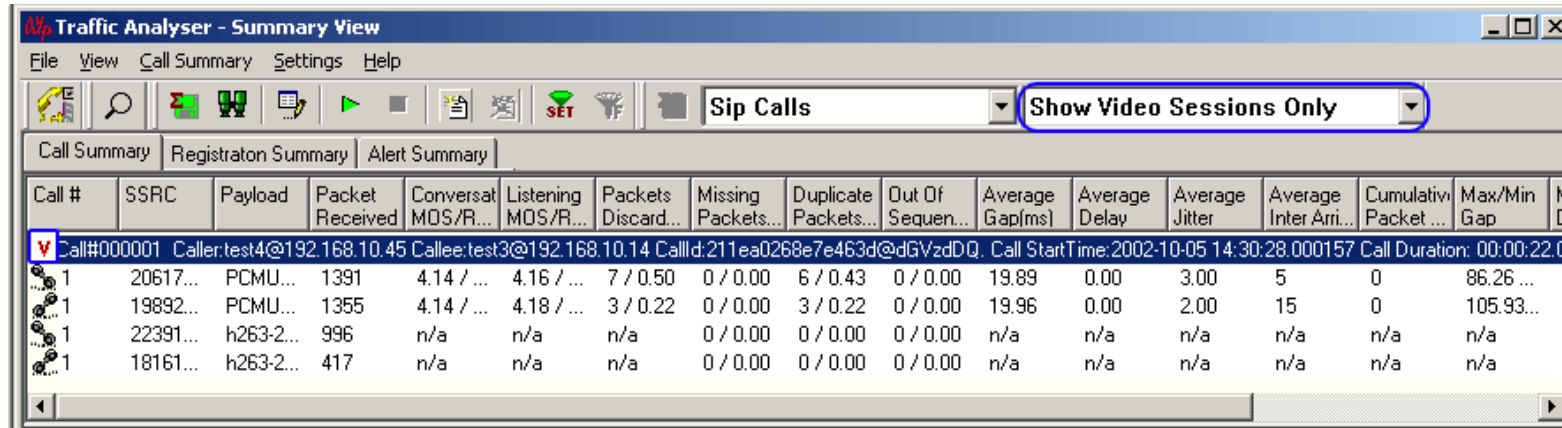 Traffic Analyser - Summary View
File View Call Summary Settings Help
SET Sip Calls Show Video Sessions Only
Call Summary Registraton Summary Alert Summary
Call # SSRC Payload Packet Received Conversat MOS/R... Listening MOS/R... Packets Discard... Missing Packets... Duplicate Packets... Out Of Sequen... Average Gap(ms) Average Delay Average Jitter Average Inter Arri... Cumulativ Packet ... Max/Min Gap
V Call#000001 Caller:test4@192.168.10.45 Callee:test3@192.168.10.14 CallId:211ea0268e7e463d@dGVzdDQ. Call StartTime:2002-10-05 14:30:28.000157 Call Duration: 00:00:22.0
1 20617... PCMU... 1391 4.14 / ... 4.16 / ... 7 / 0.50 0 / 0.00 6 / 0.43 0 / 0.00 19.89 0.00 3.00 5 0 86.26 ...
1 19892... PCMU... 1355 4.14 / ... 4.18 / ... 3 / 0.22 0 / 0.00 3 / 0.22 0 / 0.00 19.96 0.00 2.00 15 0 105.93...
1 22391... h263-2... 996 n/a n/a n/a 0 / 0.00 0 / 0.00 0 / 0.00 n/a n/a n/a n/a n/a n/a
1 18161... h263-2... 417 n/a n/a n/a 0 / 0.00 0 / 0.00 0 / 0.00 n/a n/a n/a n/a n/a n/a